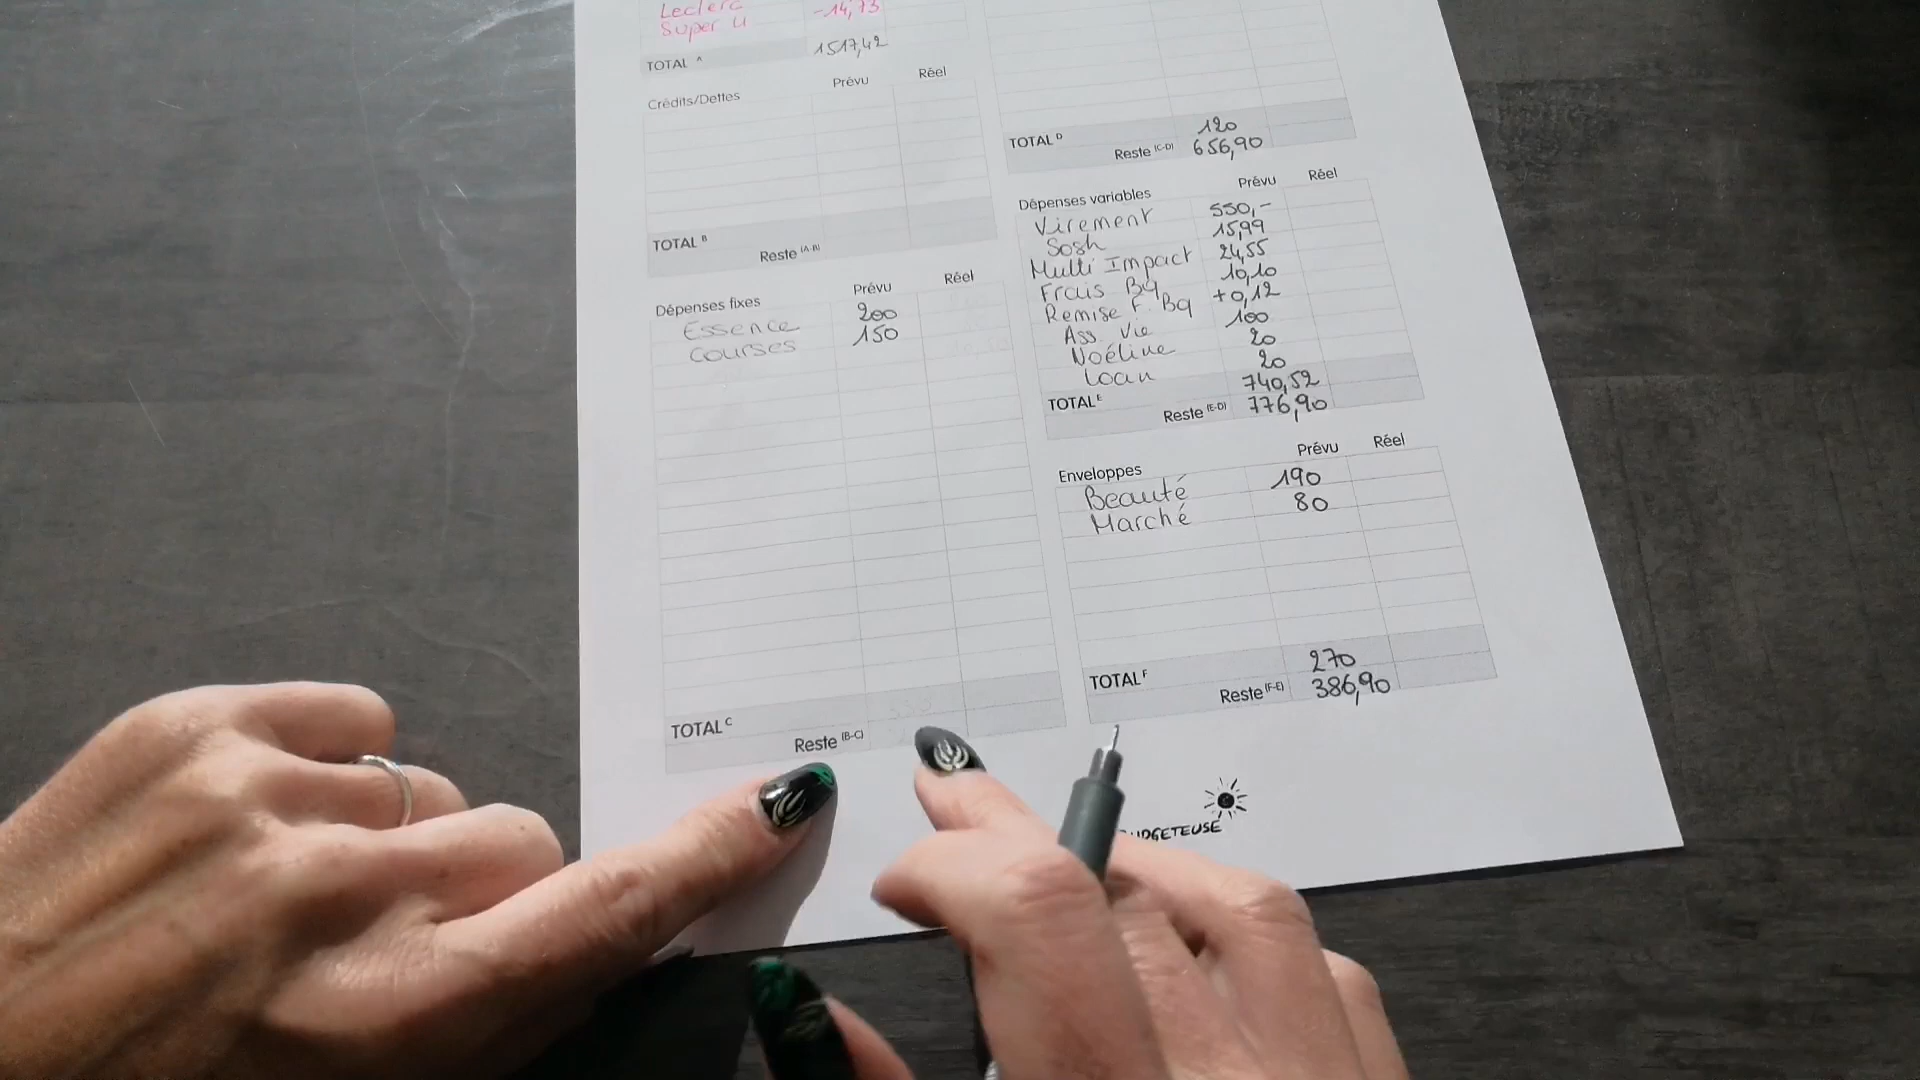 Leclerc -14,73
Super U
TOTAL A 1517,42
Crédits/Dettes Prévu Réel
TOTAL B
Reste (A-B)
Dépenses fixes Prévu Réel
Essence 200
Courses 150
TOTAL C
Reste (B-C)
TOTAL D 120
Reste (C-D) 656,90
Dépenses variables Prévu Réel
Virement 550,-
Sosh 15,99
Multi Impact 24,55
Frais Bq 10,10
Remise F. Bq +0,12
Ass. Vie 100
Noéline 20
Loan 20
TOTAL E 740,52
Reste (E-D) 776,90
Enveloppes Prévu Réel
Beauté 190
Marché 80
TOTAL F 270
Reste (F-E) 386,90